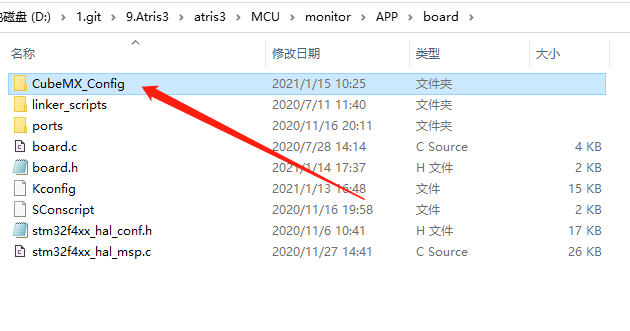 磁盘 (D:) > 1.git > 9.Atris3 > atris3 > MCU > monitor > APP > board >
名称 修改日期 类型 大小
CubeMX_Config 2021/1/15 10:25 文件夹
linker_scripts 2020/7/11 11:40 文件夹
ports 2020/11/16 20:11 文件夹
board.c 2020/7/28 14:14 C Source 4 KB
board.h 2021/1/14 17:37 H 文件 2 KB
Kconfig 2021/1/13 16:48 文件 15 KB
SConscript 2020/11/16 19:58 文件 2 KB
stm32f4xx_hal_conf.h 2020/11/6 10:41 H 文件 17 KB
stm32f4xx_hal_msp.c 2020/11/27 14:41 C Source 26 KB